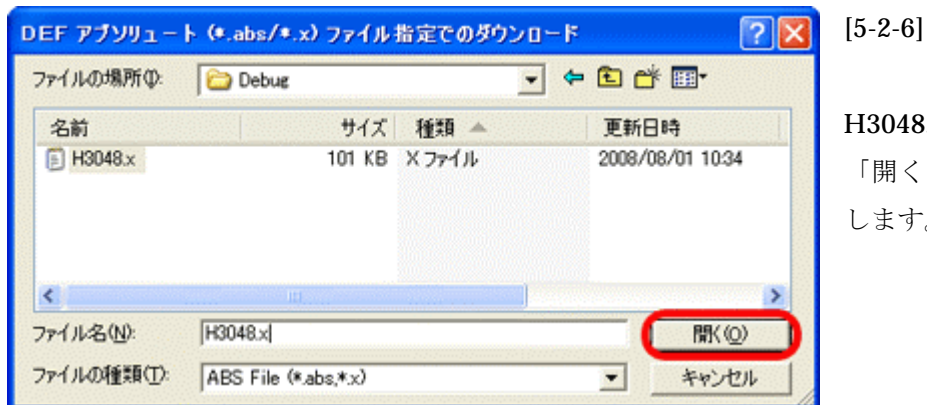 DEF アブソリュート (*.abs/*.x) ファイル指定でのダウンロード
ファイルの場所(I):
Debug
名前 サイズ 種類 更新日時
H3048.x 101 KB X ファイル 2008/08/01 10:34
ファイル名(N):
H3048.x
開く(O)
ファイルの種類(T):
ABS File (*.abs,*.x)
キャンセル
[5-2-6]
H3048
「開く
します。